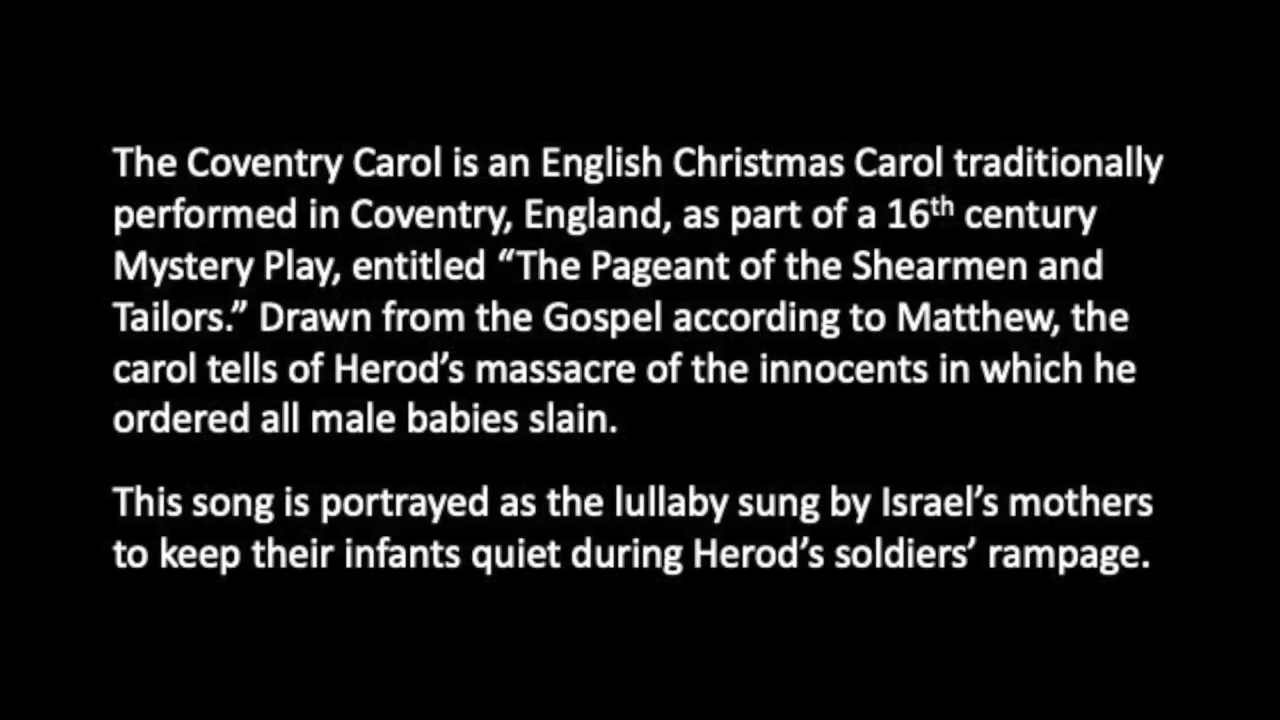 The Coventry Carol is an English Christmas Carol traditionally
performed in Coventry, England, as part of a 16th century
Mystery Play, entitled “The Pageant of the Shearmen and
Tailors.” Drawn from the Gospel according to Matthew, the
carol tells of Herod’s massacre of the innocents in which he
ordered all male babies slain.
This song is portrayed as the lullaby sung by Israel’s mothers
to keep their infants quiet during Herod’s soldiers’ rampage.